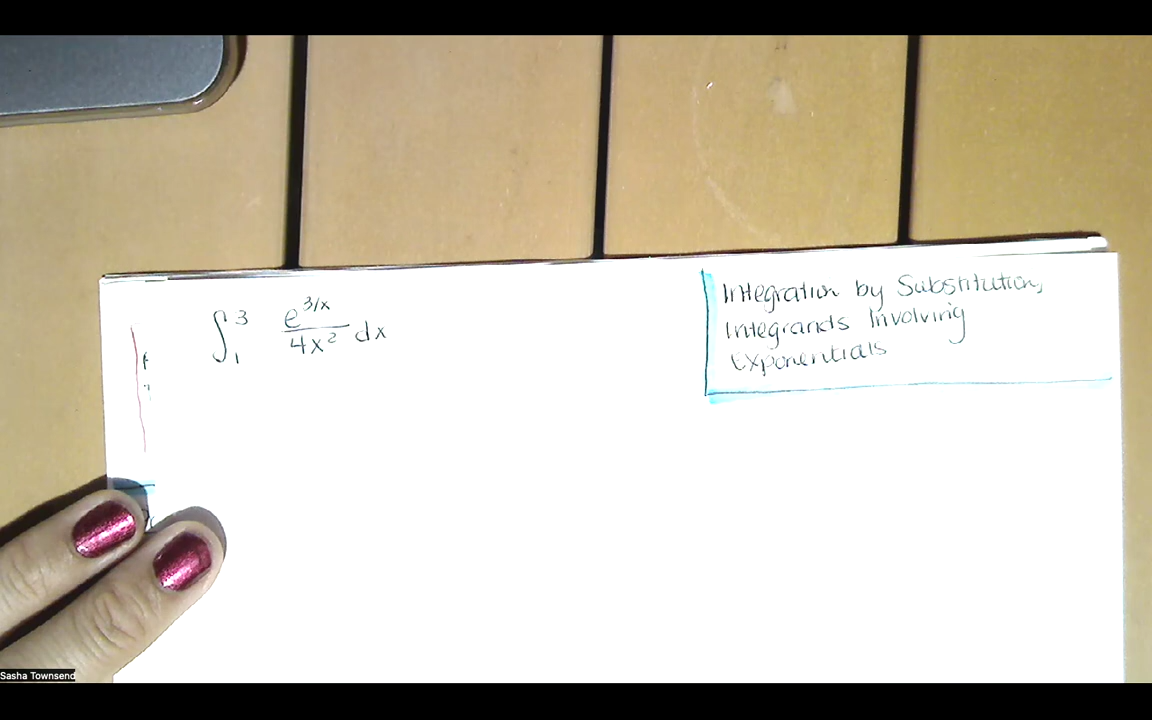 ∫₁³ e^{3/x}/4x² dx
Integration by Substitution,
Integrands Involving
Exponentials
Sasha Townsend